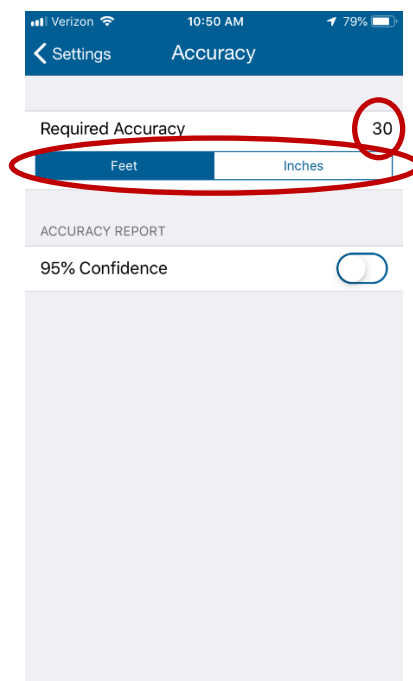 Verizon 10:50 AM 79%
Settings Accuracy
Required Accuracy 30
Feet Inches
ACCURACY REPORT
95% Confidence